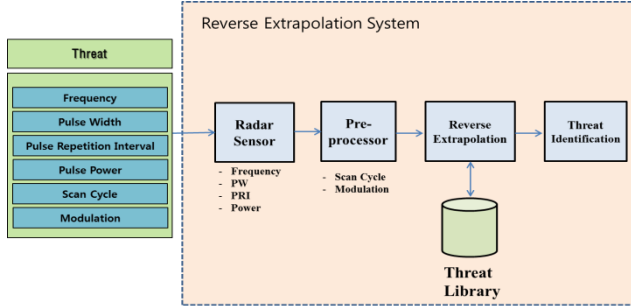 Reverse Extrapolation System
Threat
Frequency
Pulse Width
Pulse Repetition Interval
Pulse Power
Scan Cycle
Modulation
Radar
Sensor
- Frequency
- PW
- PRI
- Power
Pre-
processor
- Scan Cycle
- Modulation
Reverse
Extrapolation
Threat
Identification
Threat
Library